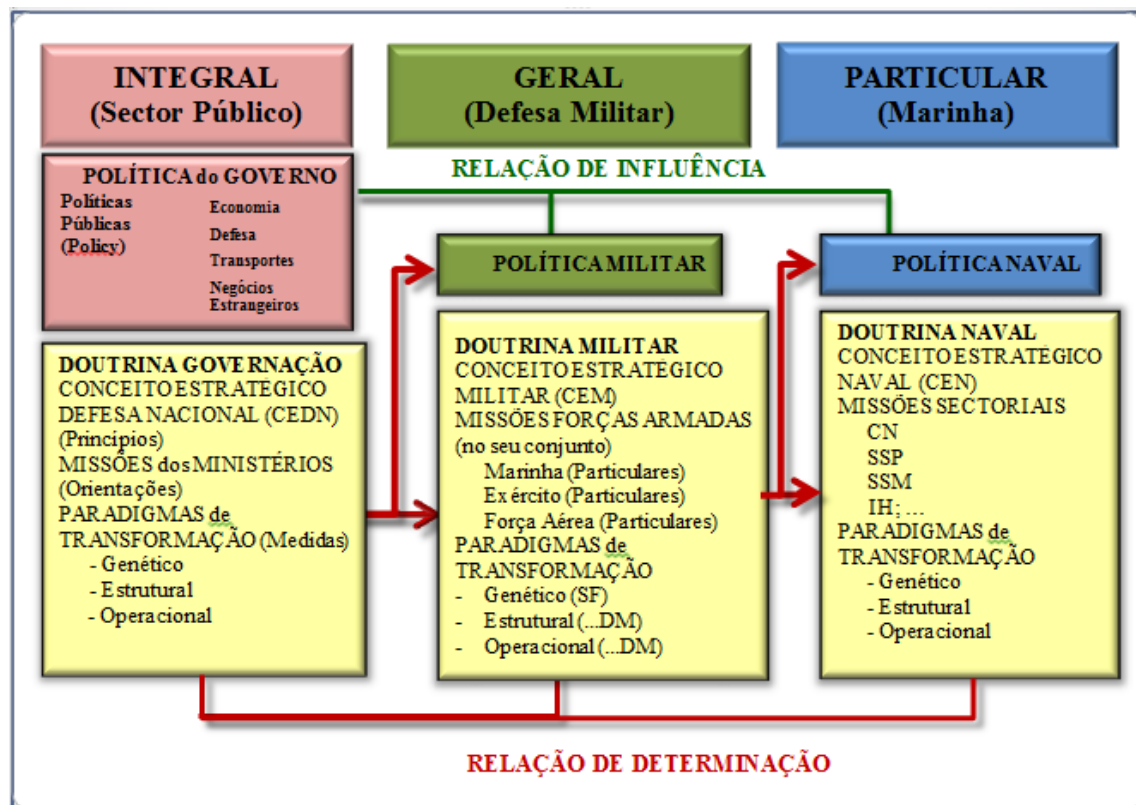 INTEGRAL
(Sector Público)
GERAL
(Defesa Militar)
PARTICULAR
(Marinha)
RELAÇÃO DE INFLUÊNCIA
POLÍTICA do GOVERNO
Políticas
Públicas
(Policy)
Economia
Defesa
Transportes
Negócios
Estrangeiros
POLÍTICA MILITAR
POLÍTICA NAVAL
DOUTRINA GOVERNAÇÃO
CONCEITO ESTRATÉGICO
DEFESA NACIONAL (CEDN)
(Princípios)
MISSÕES dos MINISTÉRIOS
(Orientações)
PARADIGMAS de
TRANSFORMAÇÃO (Medidas)
- Genético
- Estrutural
- Operacional
DOUTRINA MILITAR
CONCEITO ESTRATÉGICO
MILITAR (CEM)
MISSÕES FORÇAS ARMADAS
(no seu conjunto)
Marinha (Particulares)
Exército (Particulares)
Força Aérea (Particulares)
PARADIGMAS de
TRANSFORMAÇÃO
- Genético (SF)
- Estrutural (...DM)
- Operacional (...DM)
DOUTRINA NAVAL
CONCEITO ESTRATÉGICO
NAVAL (CEN)
MISSÕES SECTORIAIS
CN
SSP
SSM
IH; ...
PARADIGMAS de
TRANSFORMAÇÃO
- Genético
- Estrutural
- Operacional
RELAÇÃO DE DETERMINAÇÃO